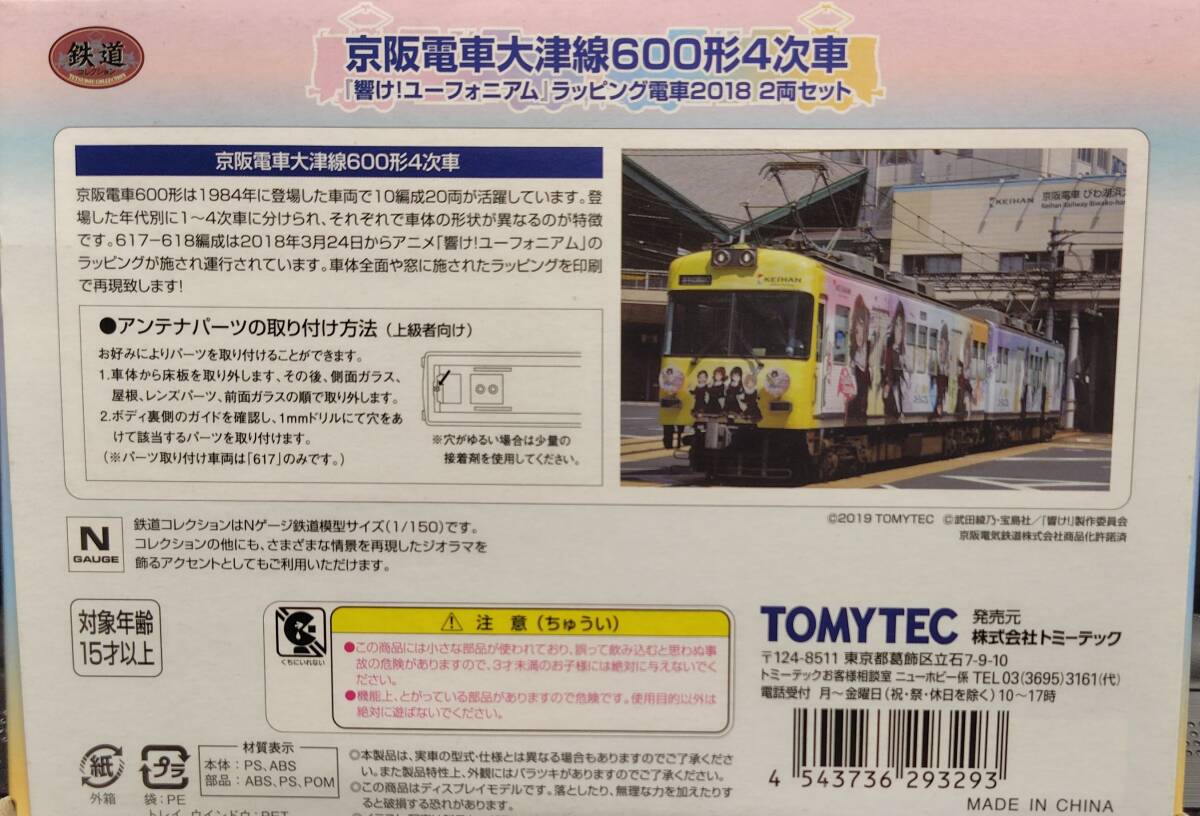 鉄道
コレクション
京阪電車大津線600形4次車
『響け!ユーフォニアム』ラッピング電車2018 2両セット
京阪電車大津線600形4次車
京阪電車600形は1984年に登場した車両で10編成20両が活躍しています。登
場した年代別に1〜4次車に分けられ、それぞれで車体の形状が異なるのが特徴
です。617−618編成は2018年3月24日からアニメ「響け!ユーフォニアム」の
ラッピングが施され運行されています。車体全面や窓に施されたラッピングを印刷
で再現致します!
●アンテナパーツの取り付け方法(上級者向け)
お好みによりパーツを取り付けることができます。
1.車体から床板を取り外します、その後、側面ガラス、
屋根、レンズパーツ、前面ガラスの順で取り外します。
2.ボディ裏側のガイドを確認し、1mmドリルにて穴をあ
けて該当するパーツを取り付けます。
(※パーツ取り付け車両は「617」のみです。)
※穴がゆるい場合は少量の
接着剤を使用してください。
KEIHAN
京阪電車 びわ湖浜大
Keihan Railway Biwako-ham
KEIHAN
©2019 TOMYTEC ©武田綾乃・宝島社/「響け!」製作委員会
京阪電気鉄道株式会社商品化許諾済
N
GAUGE
鉄道コレクションはNゲージ鉄道模型サイズ(1/150)です。
コレクションの他にも、さまざまな情景を再現したジオラマを
飾るアクセントとしてもご利用いただけます。
対象年齢
15才以上
くちにいれない
⚠ 注 意(ちゅうい)
●この商品には小さな部品が使われており、誤って飲み込むと思わぬ事
故の危険がありますので、3才未満のお子様には絶対に与えないでく
ださい。
●機能上、とがっている部品がありますので危険です。使用目的以外は
絶対に遊ばないでください。
TOMYTEC
発売元
株式会社トミーテック
〒124-8511 東京都葛飾区立石7-9-10
トミーテックお客様相談室 ニューホビー係 TEL 03(3695)3161(代)
電話受付 月〜金曜日(祝・祭・休日を除く)10〜17時
紙
外箱
プラ
袋:PE
トレイ、ウインドウ:PET
材質表示
本体:PS、ABS
部品:ABS、PS、POM
◎本製品は、実車の型式・仕様とは異なる場合もありますのでご了承くださ
い。また製品特性上、外観にはバラツキがありますがご了承ください。
◎この商品はディスプレイモデルです。落としたり、無理な力を加えたりす
ると破損する恐れがあります。
4 543736 293293
MADE IN CHINA